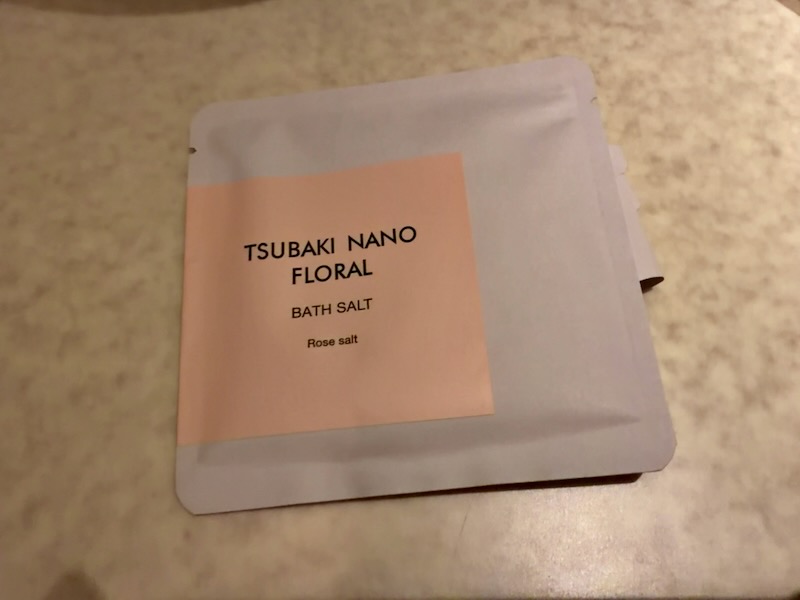 TSUBAKI NANO
FLORAL
BATH SALT
Rose salt